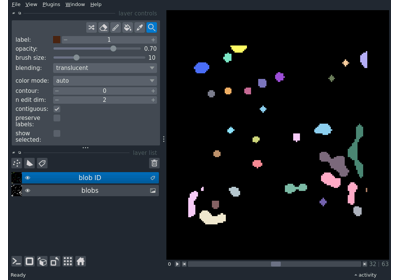 File View Plugins Window Help
layer controls
label: 1
opacity: 0.70
brush size: 10
blending: translucent
color mode: auto
contour: 0
n edit dim: 2
contiguous:
preserve
labels:
show
selected:
layer list
blob ID
blobs
32 63
Ready
activity